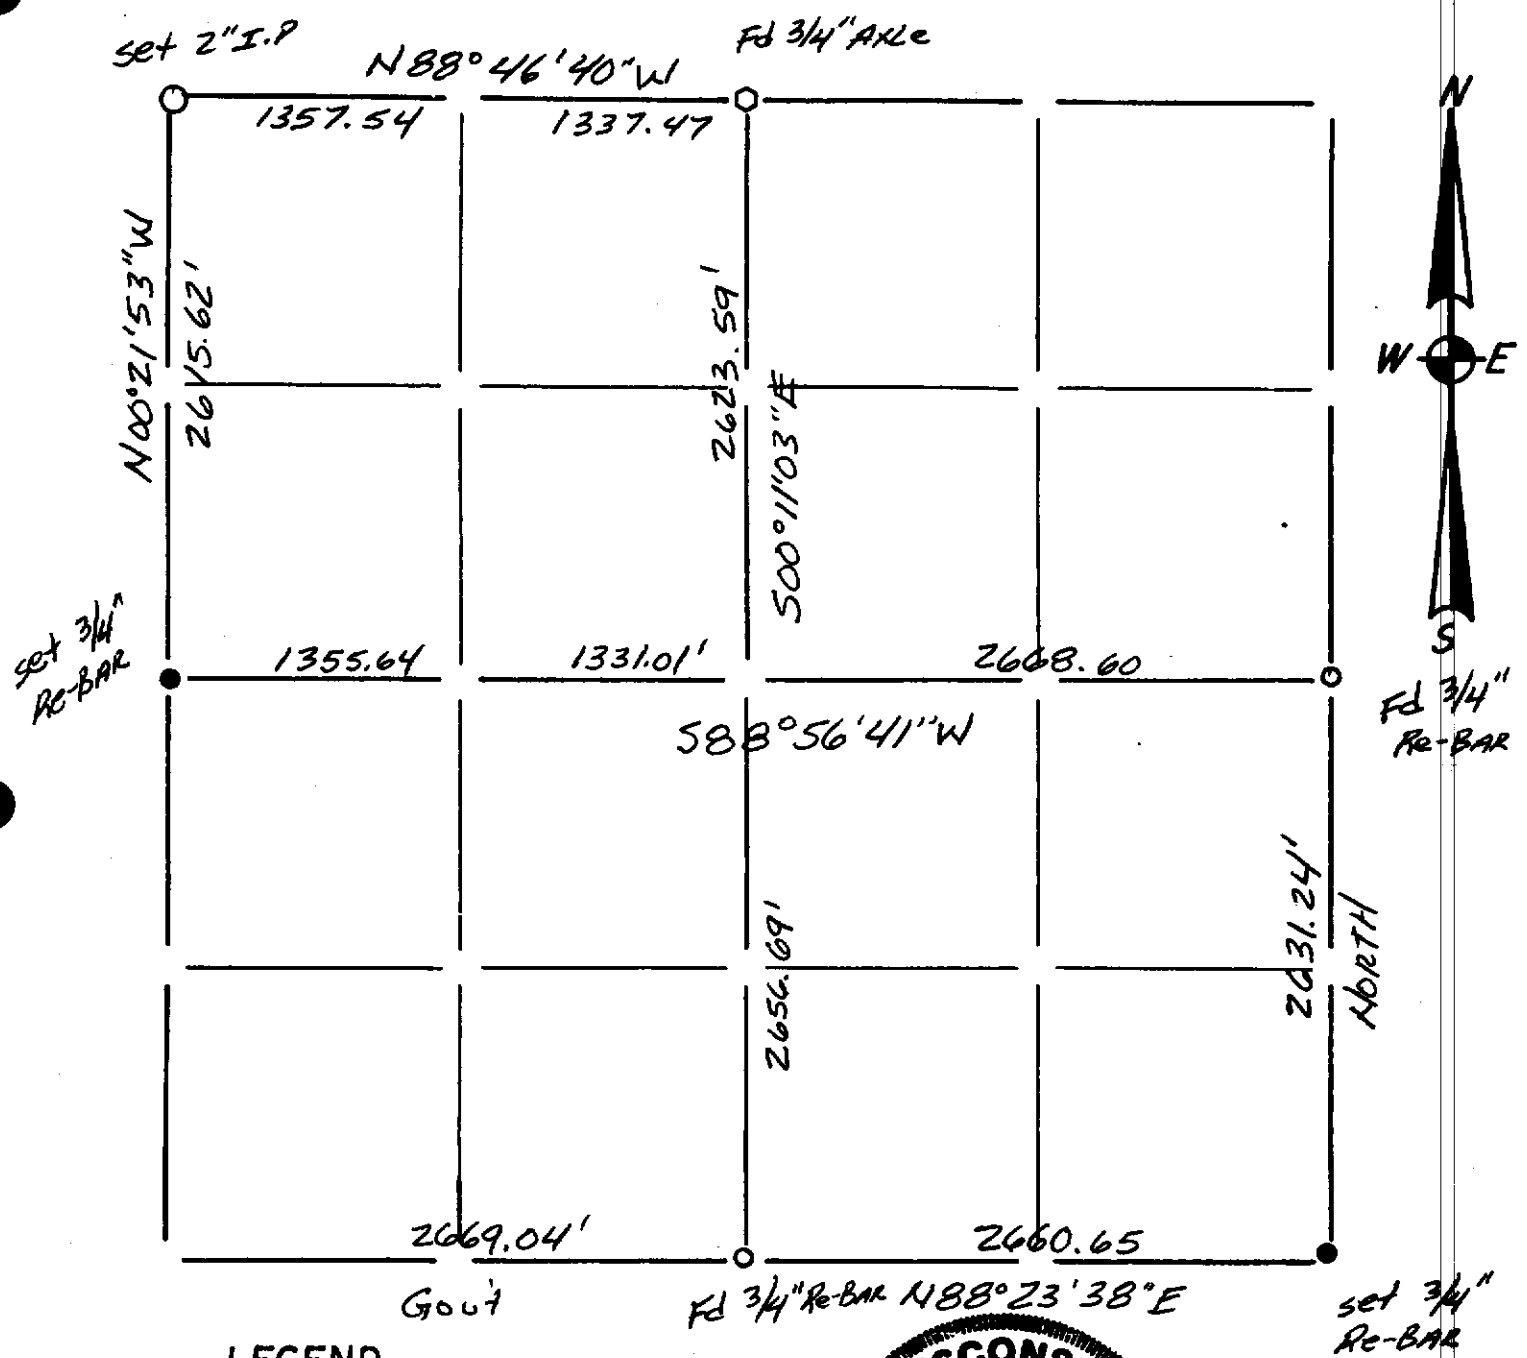 set 2" I.P
Fd 3/4" Axle
N88°46'40"W
1357.54
1337.47
N
N00°21'53"W
2615.62'
2623.59'
S00°11'03"E
W
E
S
set 3/4"
Re-BAR
1355.64
1331.01'
2668.60
Fd 3/4"
Re-BAR
S88°56'41"W
2656.69'
2631.24'
NORTH
2669.04'
2660.65
Gov't
Fd 3/4" Re-BAR
N88°23'38"E
set 3/4"
Re-BAR
LEGEND